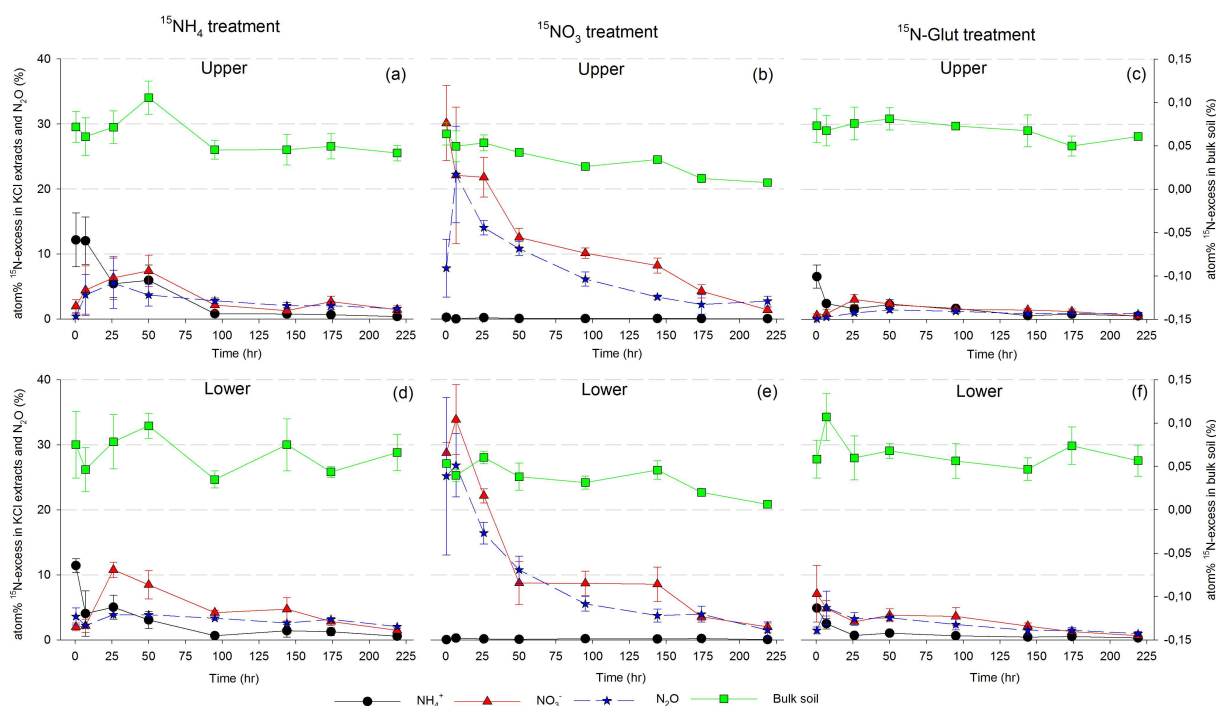 ¹⁵NH₄ treatment ¹⁵NO₃ treatment ¹⁵N-Glut treatment
Upper (a) Upper (b) Upper (c)
atom% ¹⁵N-excess in KCl extracts and N₂O (%)
40
30
20
10
0
0,15
0,10
0,05
0,00
-0,05
-0,10
-0,15
atom% ¹⁵N-excess in bulk soil (%)
0 25 50 75 100 125 150 175 200 225 0 25 50 75 100 125 150 175 200 225 0 25 50 75 100 125 150 175 200 225
Time (hr) Time (hr) Time (hr)
Lower (d) Lower (e) Lower (f)
atom% ¹⁵N-excess in KCl extracts and N₂O (%)
40
30
20
10
0
0,15
0,10
0,05
0,00
-0,05
-0,10
-0,15
atom% ¹⁵N-excess in bulk soil (%)
0 25 50 75 100 125 150 175 200 225 0 25 50 75 100 125 150 175 200 225 0 25 50 75 100 125 150 175 200 225
Time (hr) Time (hr) Time (hr)
NH₄⁺ NO₃⁻ N₂O Bulk soil